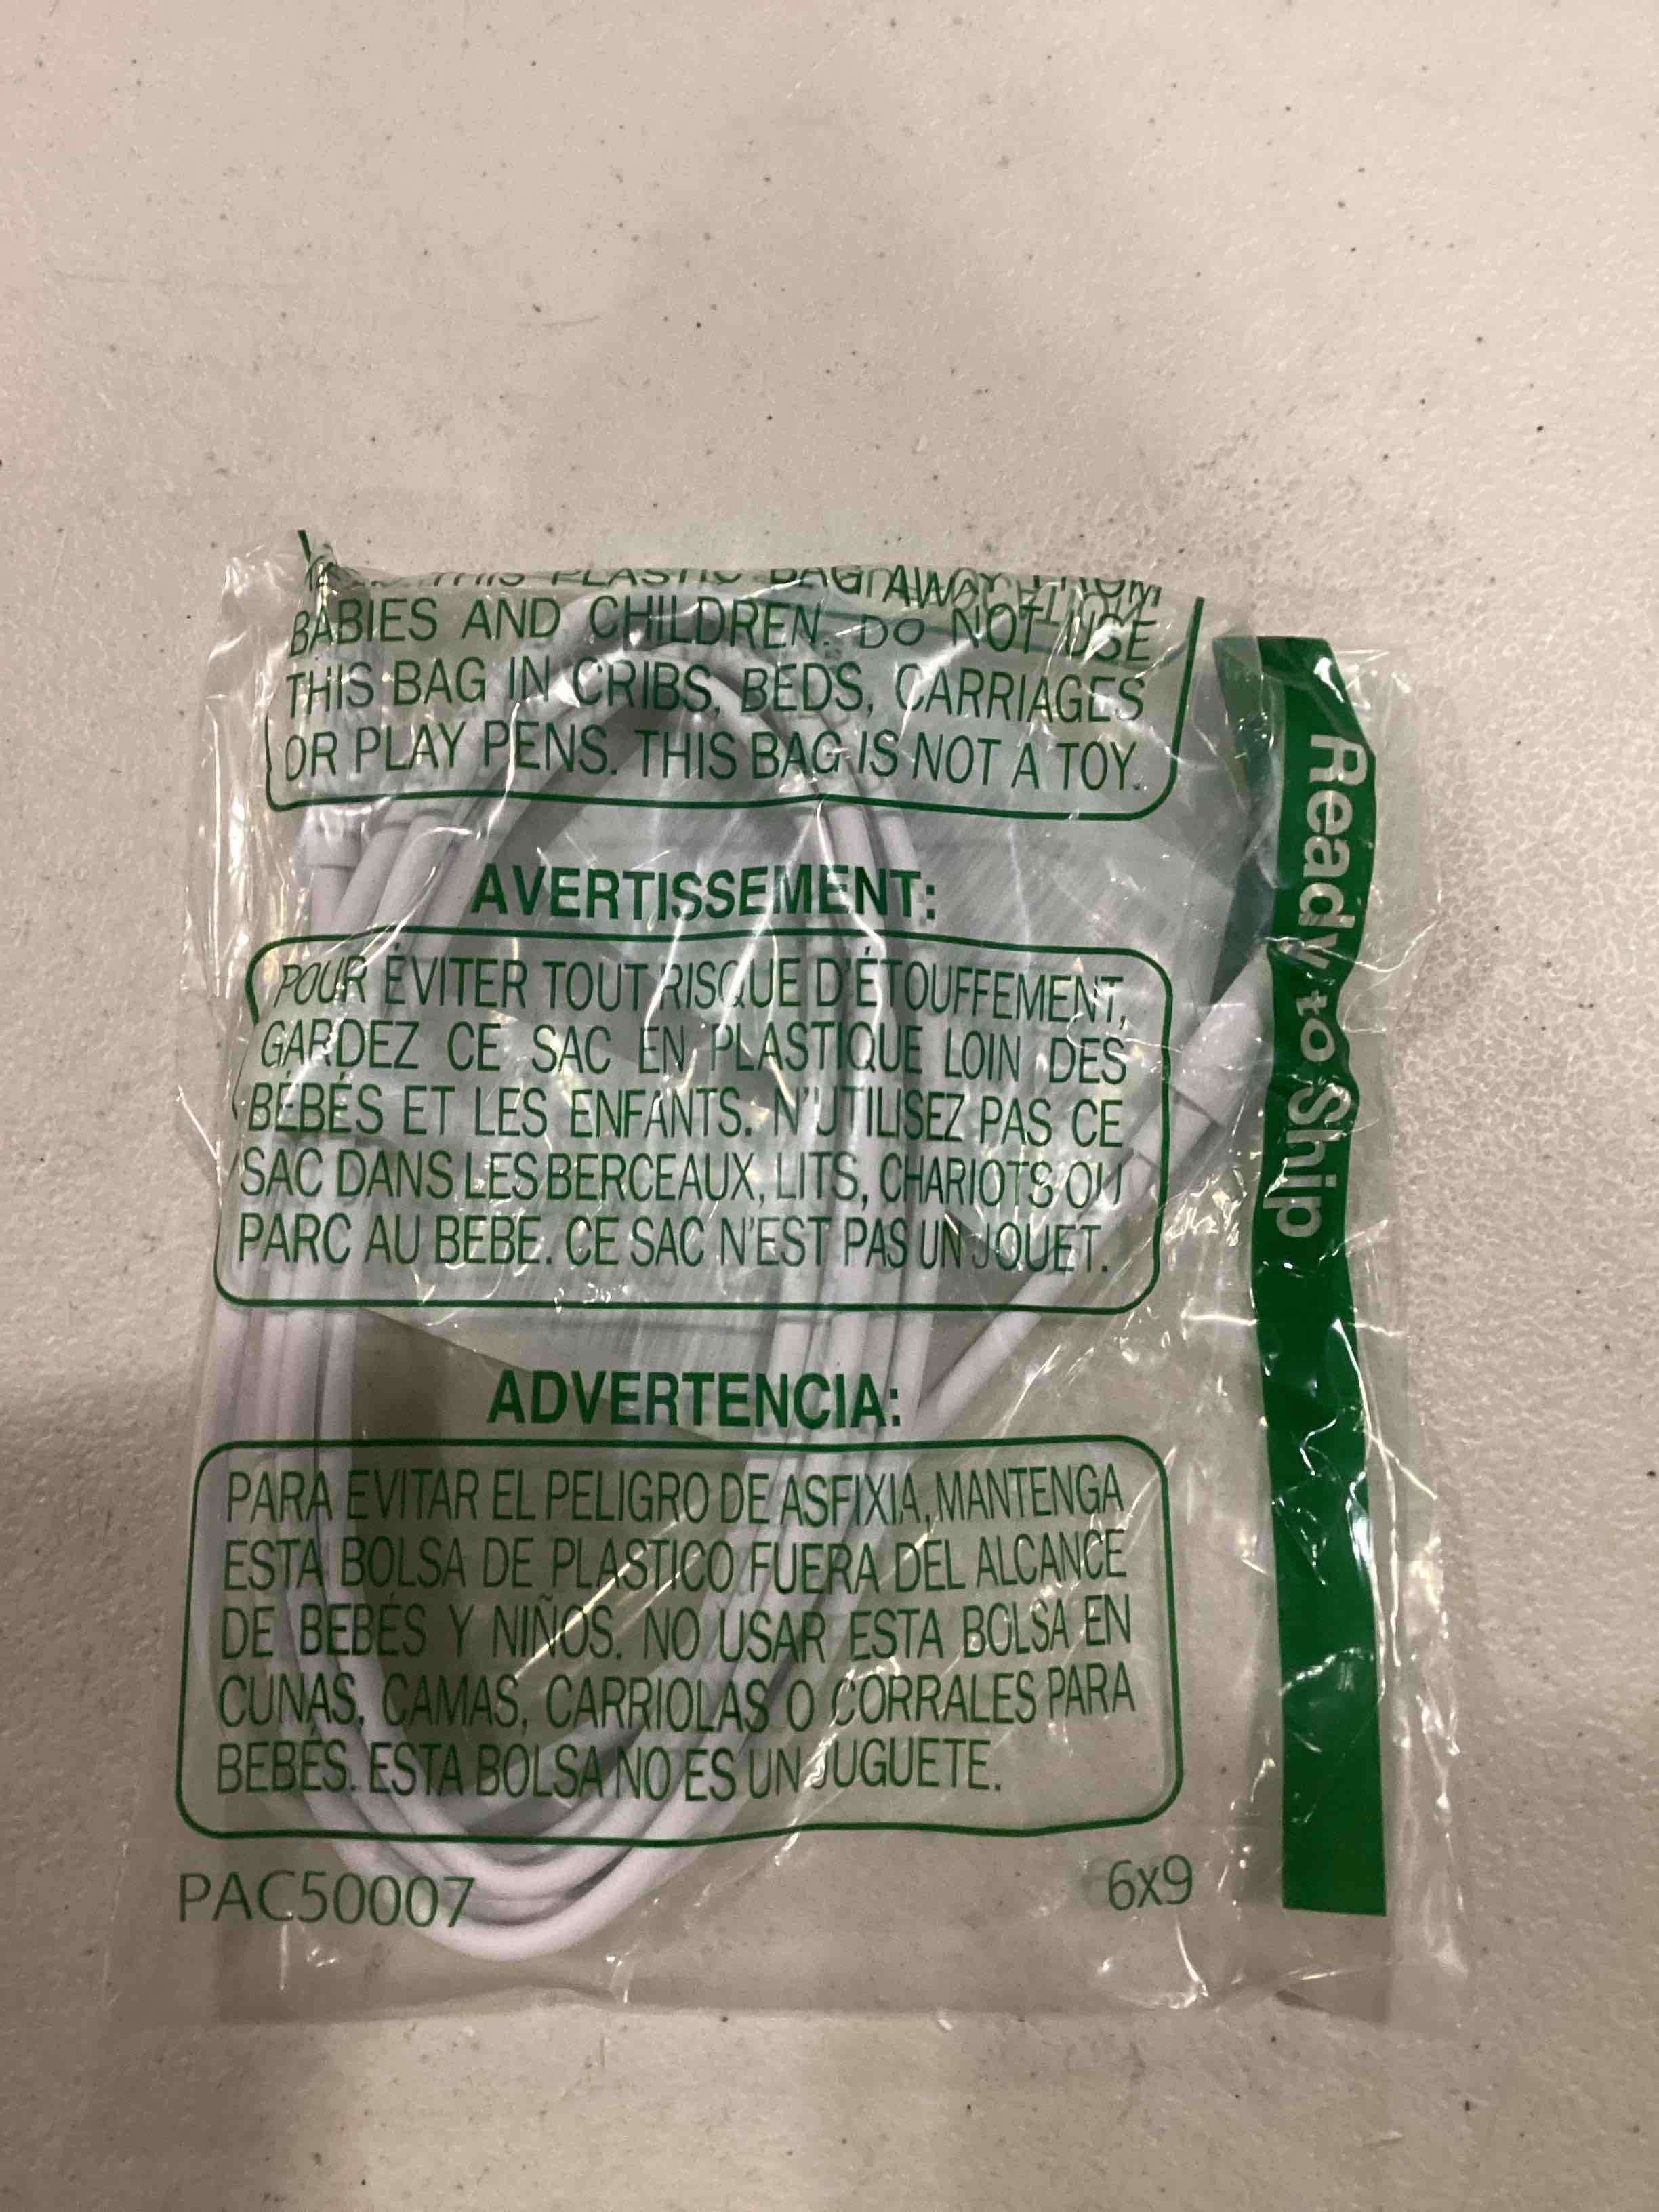 THIS PLASTIC BAG AWAY FROM
BABIES AND CHILDREN. DO NOT USE
THIS BAG IN CRIBS, BEDS, CARRIAGES
OR PLAY PENS. THIS BAG IS NOT A TOY.
AVERTISSEMENT:
POUR ÉVITER TOUT RISQUE D'ÉTOUFFEMENT,
GARDEZ CE SAC EN PLASTIQUE LOIN DES
BÉBÉS ET LES ENFANTS. N'UTILISEZ PAS CE
SAC DANS LES BERCEAUX, LITS, CHARIOTS OU
PARC AU BEBE. CE SAC N'EST PAS UN JOUET.
ADVERTENCIA:
PARA EVITAR EL PELIGRO DE ASFIXIA, MANTENGA
ESTA BOLSA DE PLASTICO FUERA DEL ALCANCE
DE BEBÉS Y NIÑOS. NO USAR ESTA BOLSA EN
CUNAS, CAMAS, CARRIOLAS O CORRALES PARA
BEBÉS. ESTA BOLSA NO ES UN JUGUETE.
PAC50007
6x9
Ready to Ship